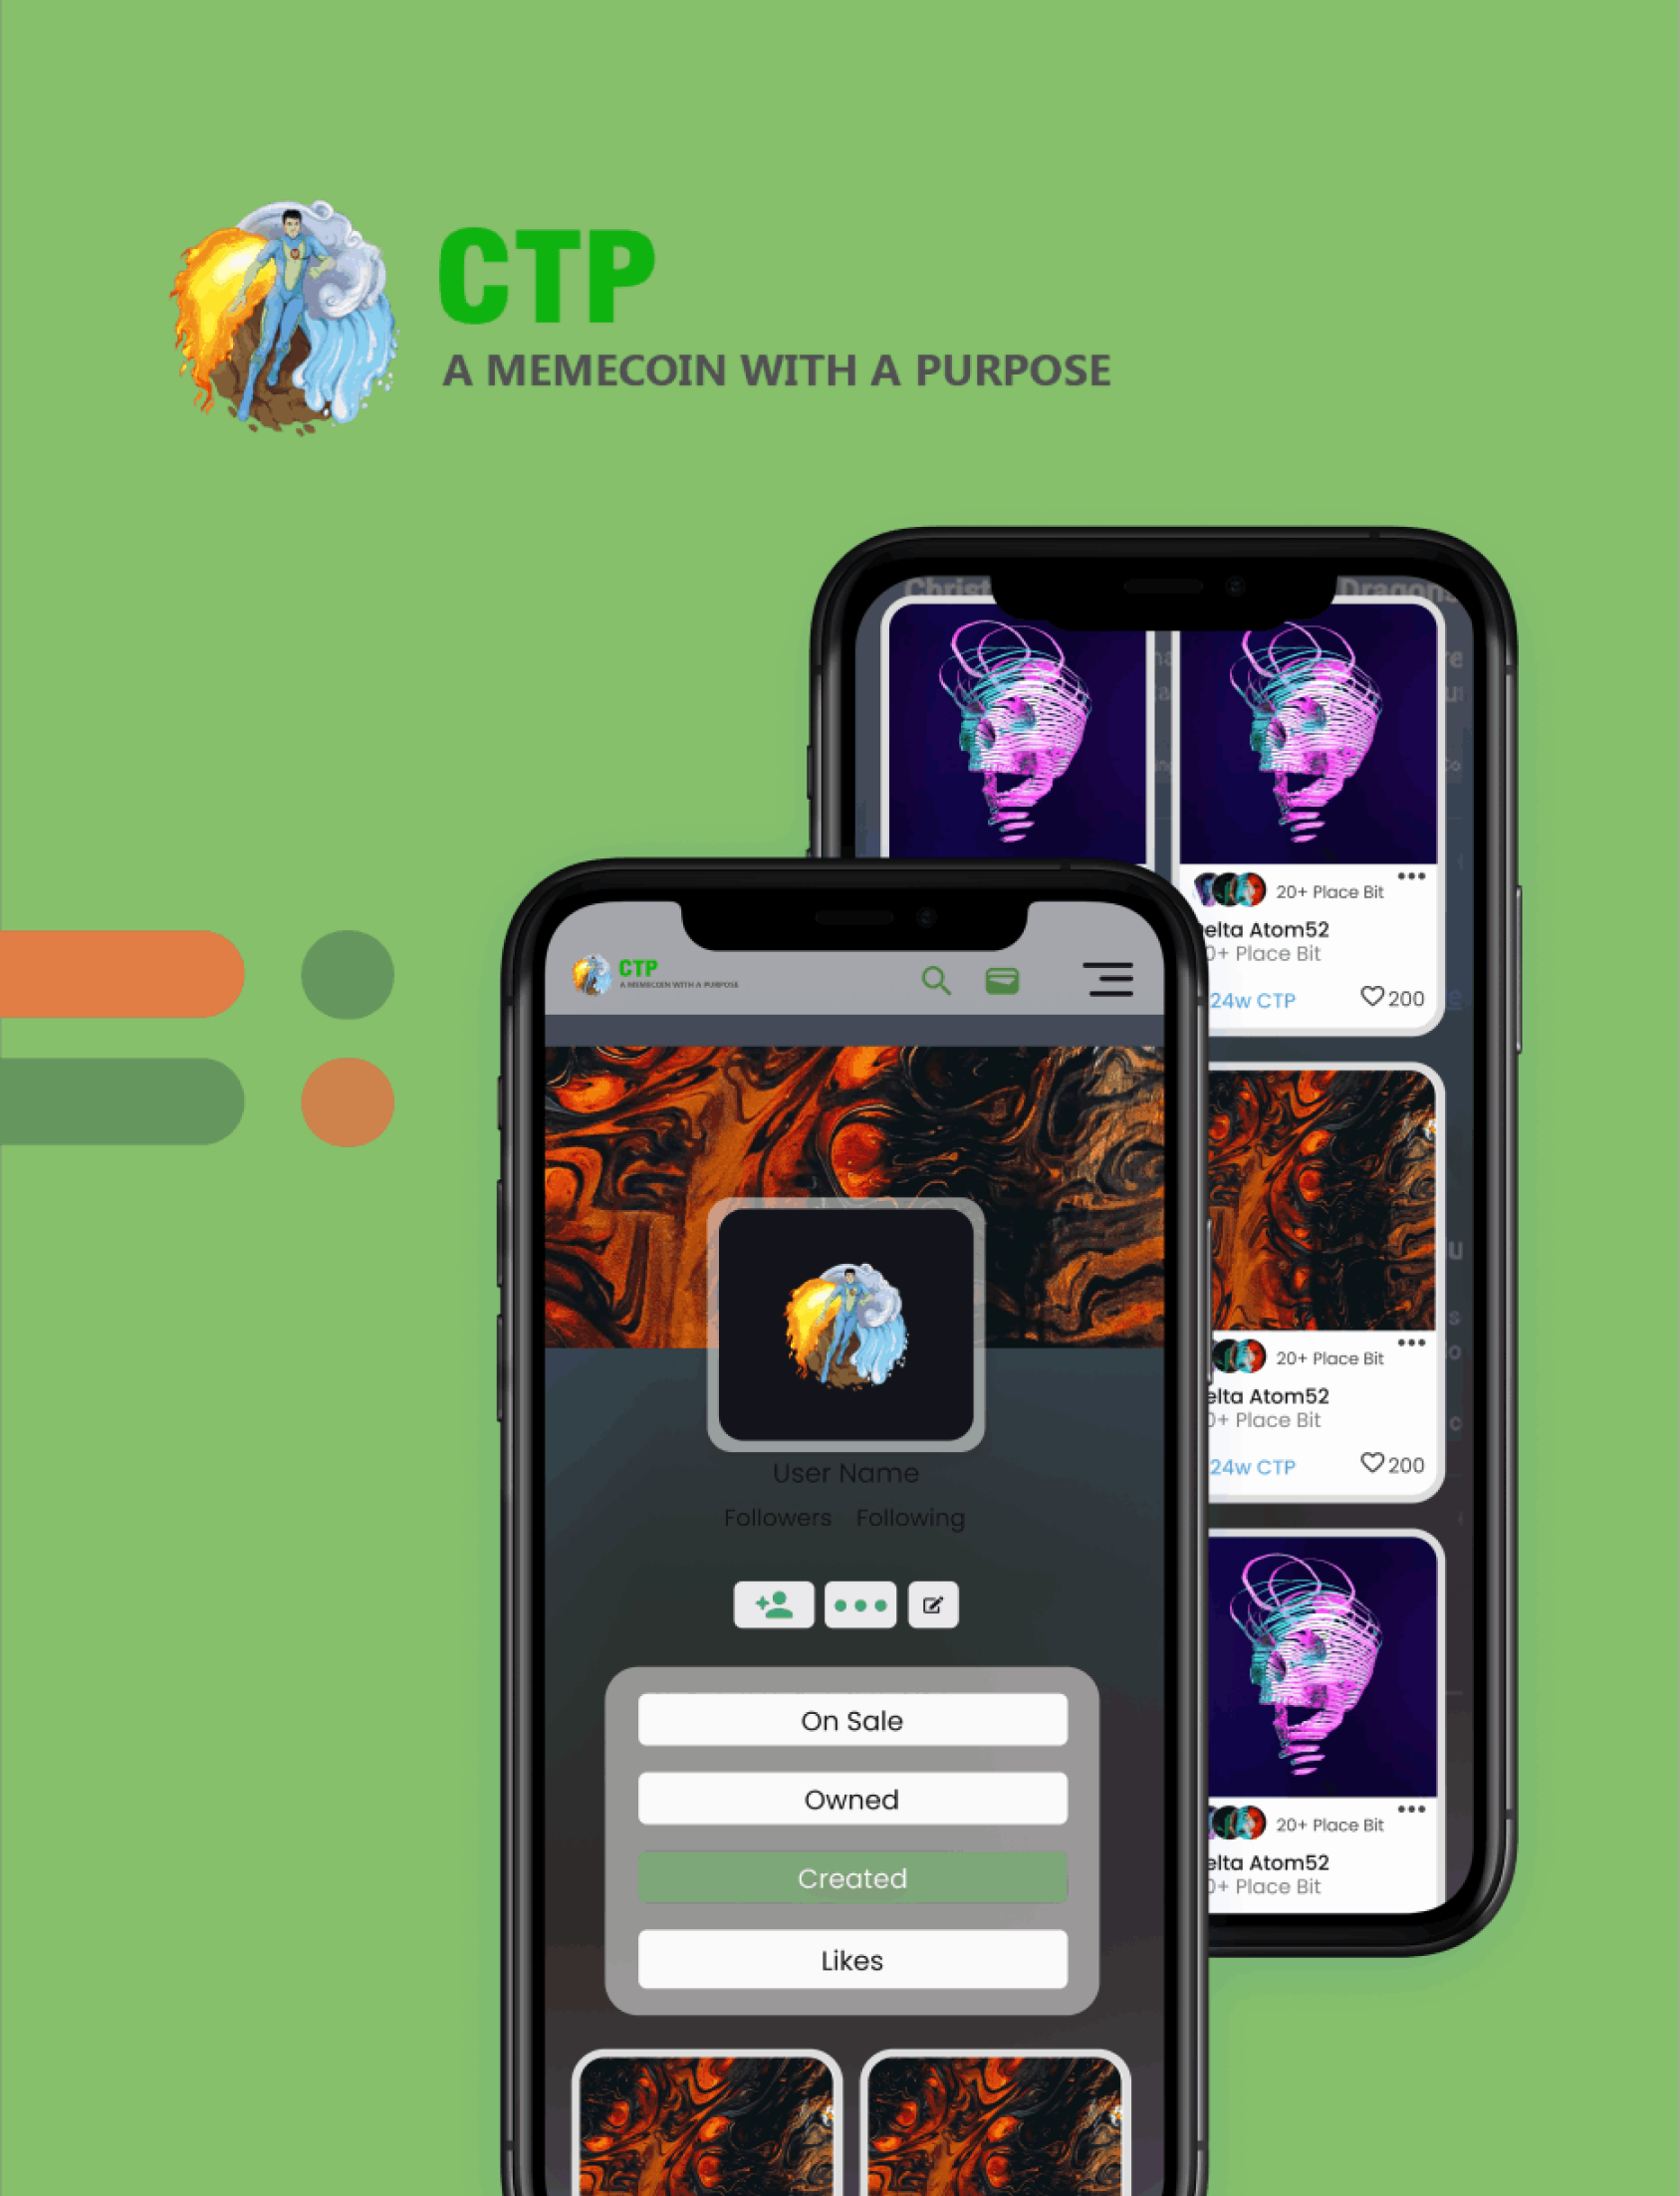 CTP
A MEMECOIN WITH A PURPOSE
Christ
Dragons
20+ Place Bit
elta Atom52
0+ Place Bit
24w CTP
200
20+ Place Bit
elta Atom52
0+ Place Bit
24w CTP
200
20+ Place Bit
elta Atom52
0+ Place Bit
CTP
A MEMECOIN WITH A PURPOSE
User Name
Followers Following
On Sale
Owned
Created
Likes